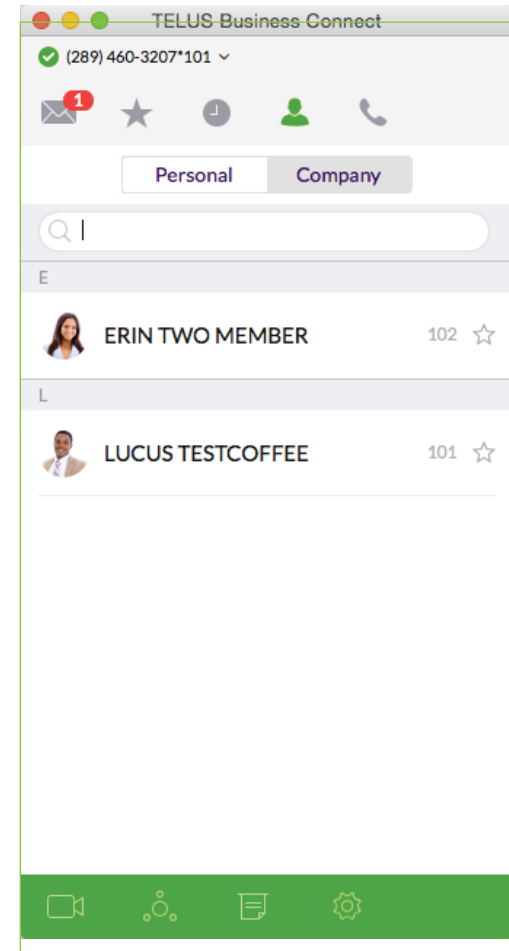 TELUS Business Connect
(289) 460-3207*101
1
Personal Company
E
ERIN TWO MEMBER 102
L
LUCUS TESTCOFFEE 101